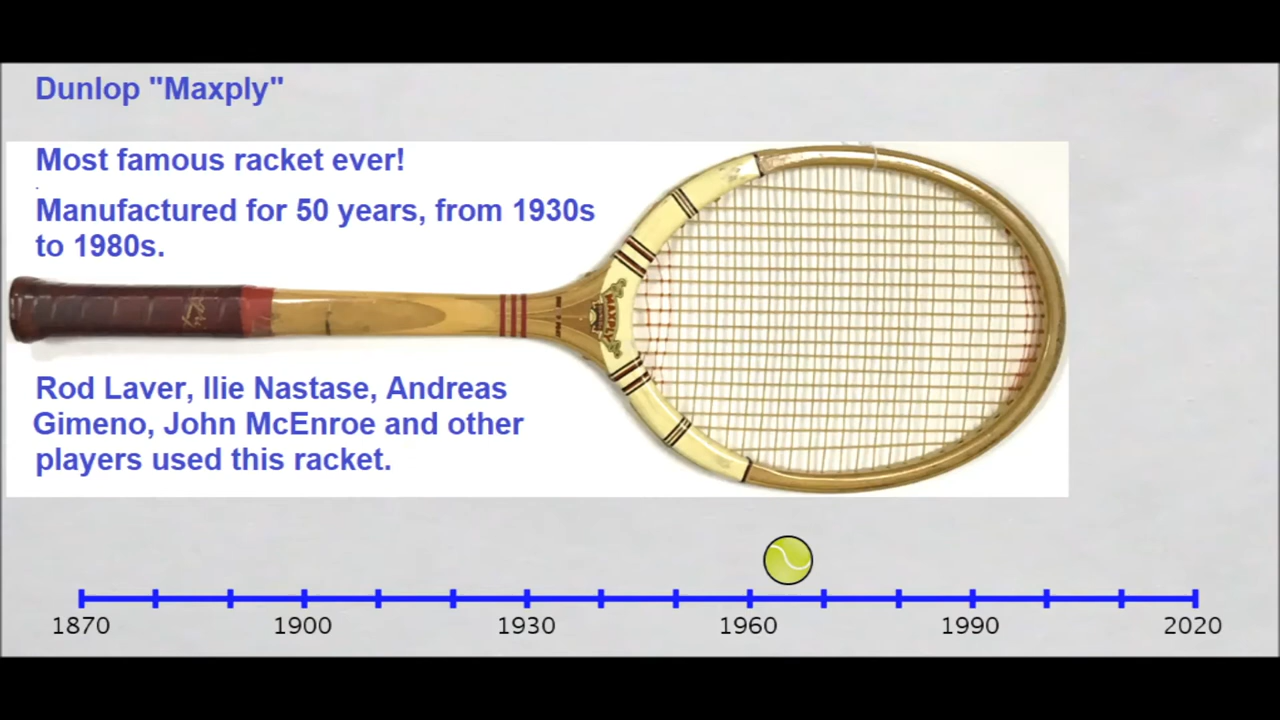 Dunlop "Maxply"
Most famous racket ever!
Manufactured for 50 years, from 1930s
to 1980s.
MAXPLY
Rod Laver, Ilie Nastase, Andreas
Gimeno, John McEnroe and other
players used this racket.
1870 1900 1930 1960 1990 2020